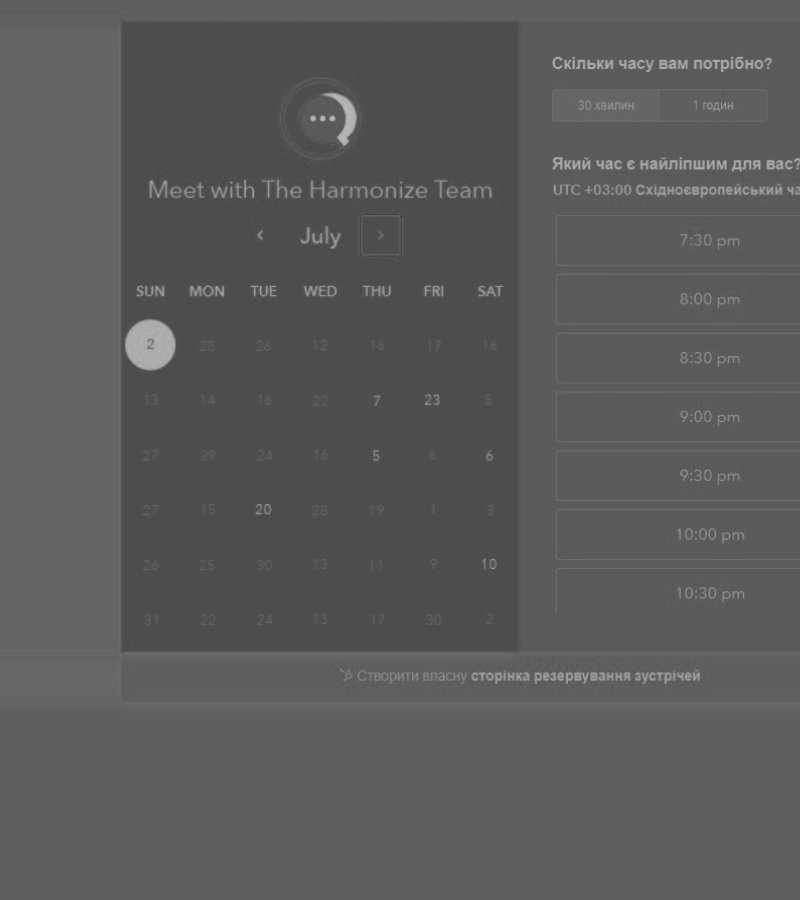 Meet with The Harmonize Team
July
SUN MON TUE WED THU FRI SAT
2 28 26 12 16 17 16
13 14 16 22 7 23 5
27 29 24 16 5 6 6
27 15 20 28 19 1 3
26 25 30 13 11 9 10
31 22 24 13 17 30 2
Скільки часу вам потрібно?
30 хвилин 1 годин
Який час є найліпшим для вас?
UTC +03:00 Східноєвропейський
7:30 pm
8:00 pm
8:30 pm
9:00 pm
9:30 pm
10:00 pm
10:30 pm
Створити власну сторінка резервування зустрічей